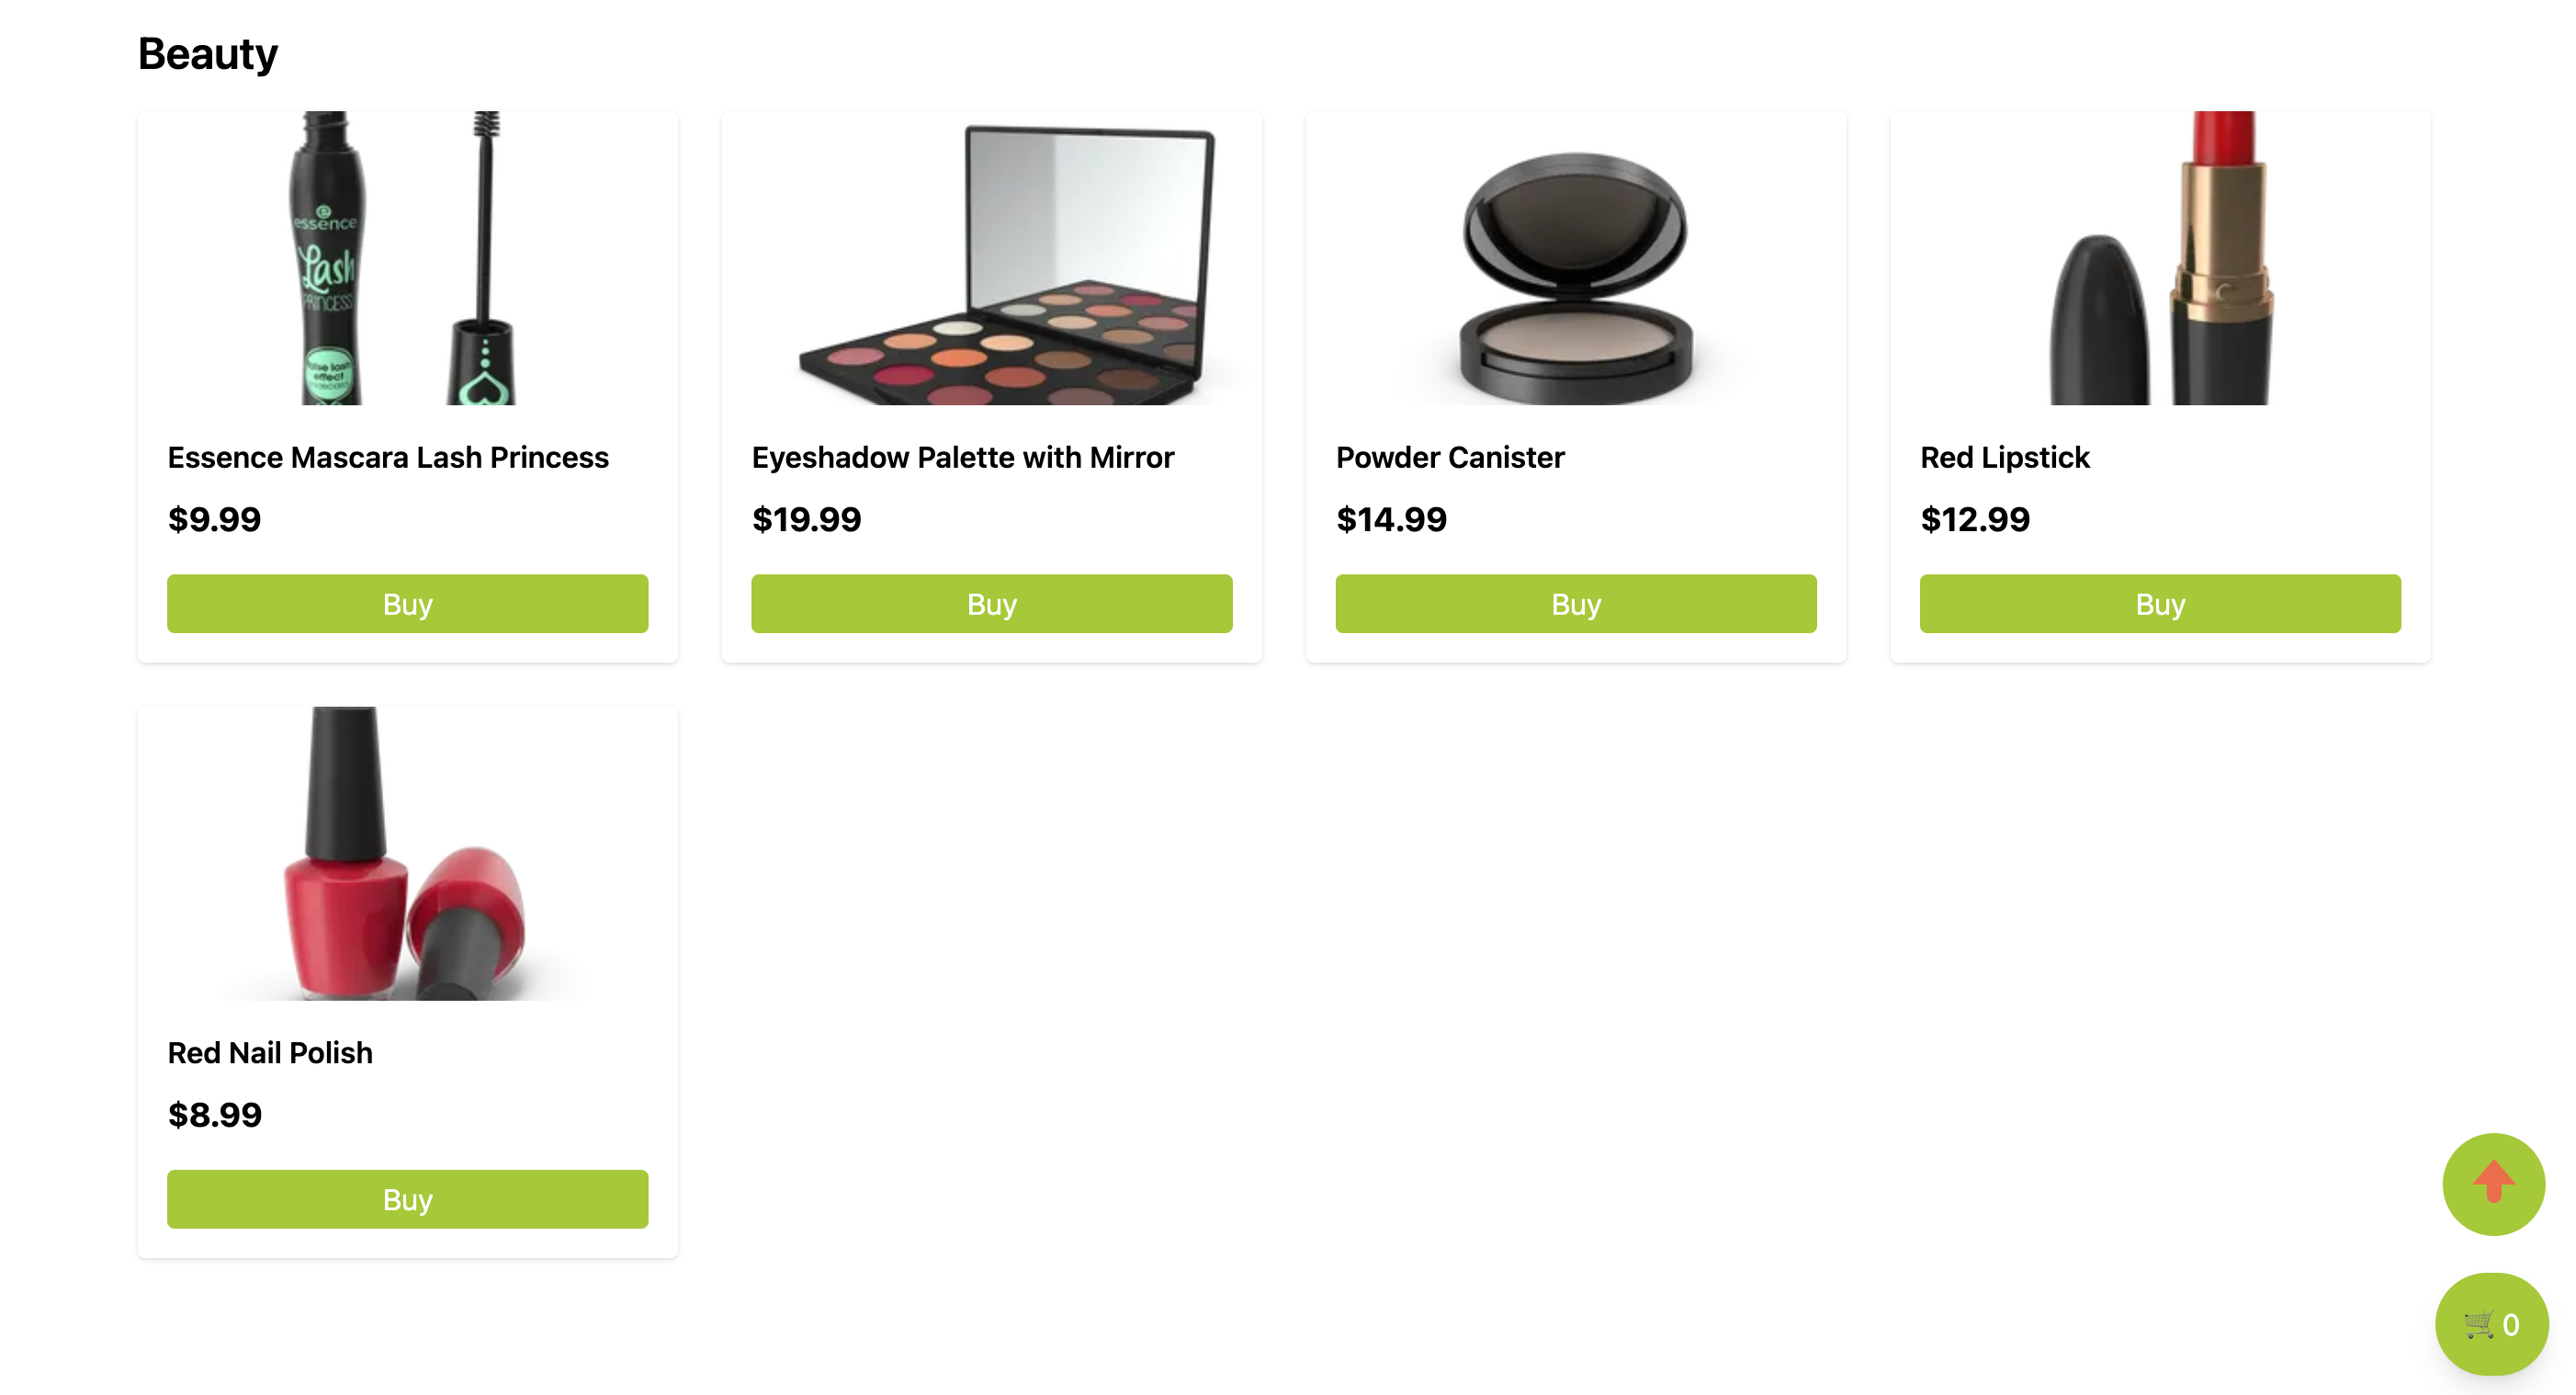 Beauty
essence
Lash
PRINCESS
false lash
effect
Essence Mascara Lash Princess
$9.99
Buy
Eyeshadow Palette with Mirror
$19.99
Buy
Powder Canister
$14.99
Buy
Red Lipstick
$12.99
Buy
Red Nail Polish
$8.99
Buy
0